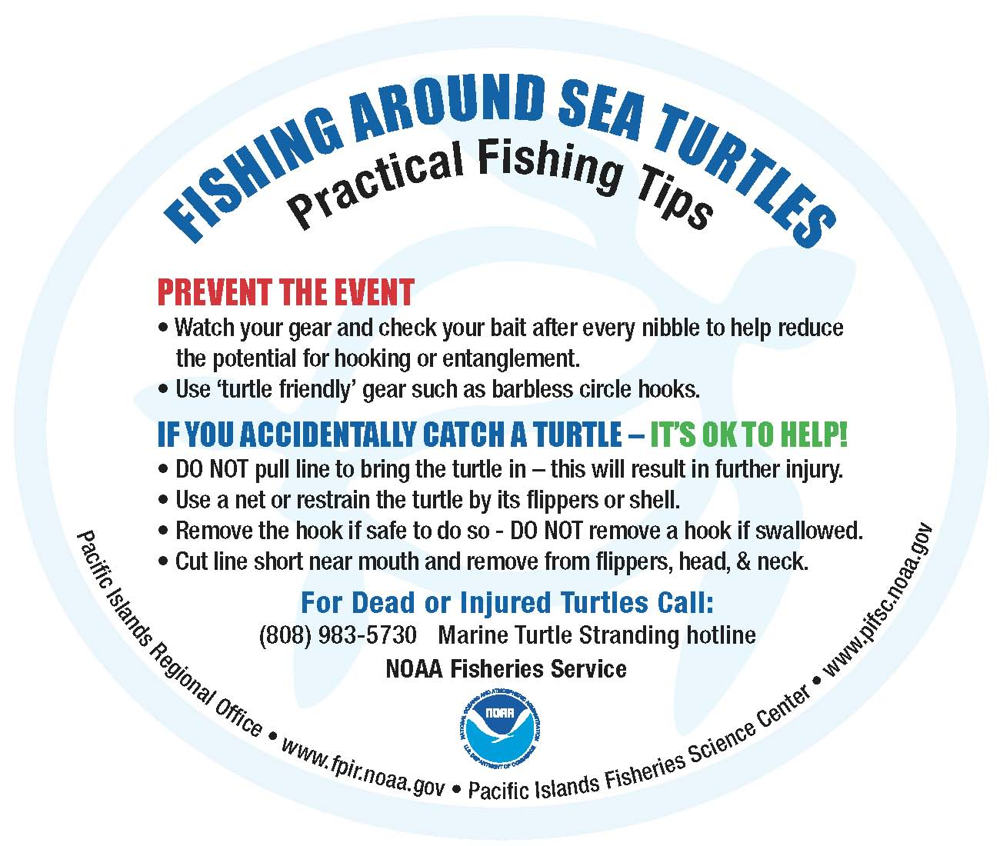 FISHING AROUND SEA TURTLES
Practical Fishing Tips
PREVENT THE EVENT
• Watch your gear and check your bait after every nibble to help reduce
the potential for hooking or entanglement.
• Use ‘turtle friendly’ gear such as barbless circle hooks.
IF YOU ACCIDENTALLY CATCH A TURTLE – IT’S OK TO HELP!
• DO NOT pull line to bring the turtle in – this will result in further injury.
• Use a net or restrain the turtle by its flippers or shell.
• Remove the hook if safe to do so - DO NOT remove a hook if swallowed.
• Cut line short near mouth and remove from flippers, head, & neck.
For Dead or Injured Turtles Call:
(808) 983-5730 Marine Turtle Stranding hotline
NOAA Fisheries Service
NATIONAL OCEANIC AND ATMOSPHERIC ADMINISTRATION
NOAA
U.S. DEPARTMENT OF COMMERCE
Pacific Islands Regional Office • www.fpir.noaa.gov • Pacific Islands Fisheries Science Center • www.pifsc.noaa.gov